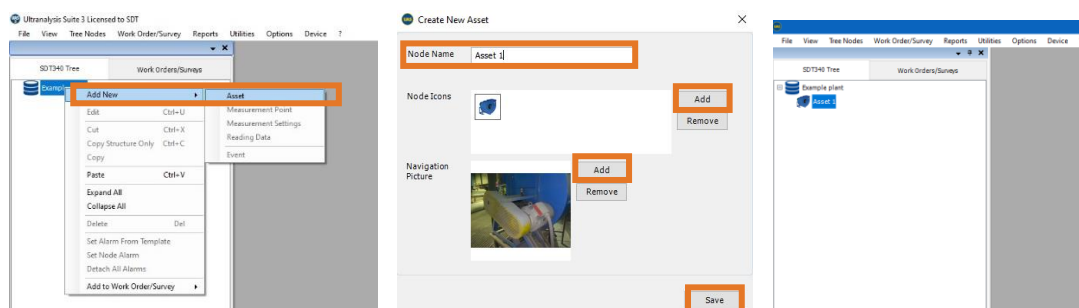 Ultranalysis Suite 3 Licensed to SDT
File View Tree Nodes Work Order/Survey Reports Utilities Options Device ?
SDT340 Tree Work Orders/Surveys
Add New Asset
Edit Ctrl+U Measurement Point
Cut Ctrl+X Measurement Settings
Copy Structure Only Ctrl+C Reading Data
Copy Event
Paste Ctrl+V
Expand All
Collapse All
Delete Del
Set Alarm From Template
Set Node Alarm
Detach All Alarms
Add to Work Order/Survey
Create New Asset
Node Name Asset 1
Node Icons Add
Remove
Navigation
Picture
Add
Remove
Save
File View Tree Nodes Work Order/Survey Reports Utilities Options Device
SDT340 Tree Work Orders/Surveys
Example plant
Asset 1